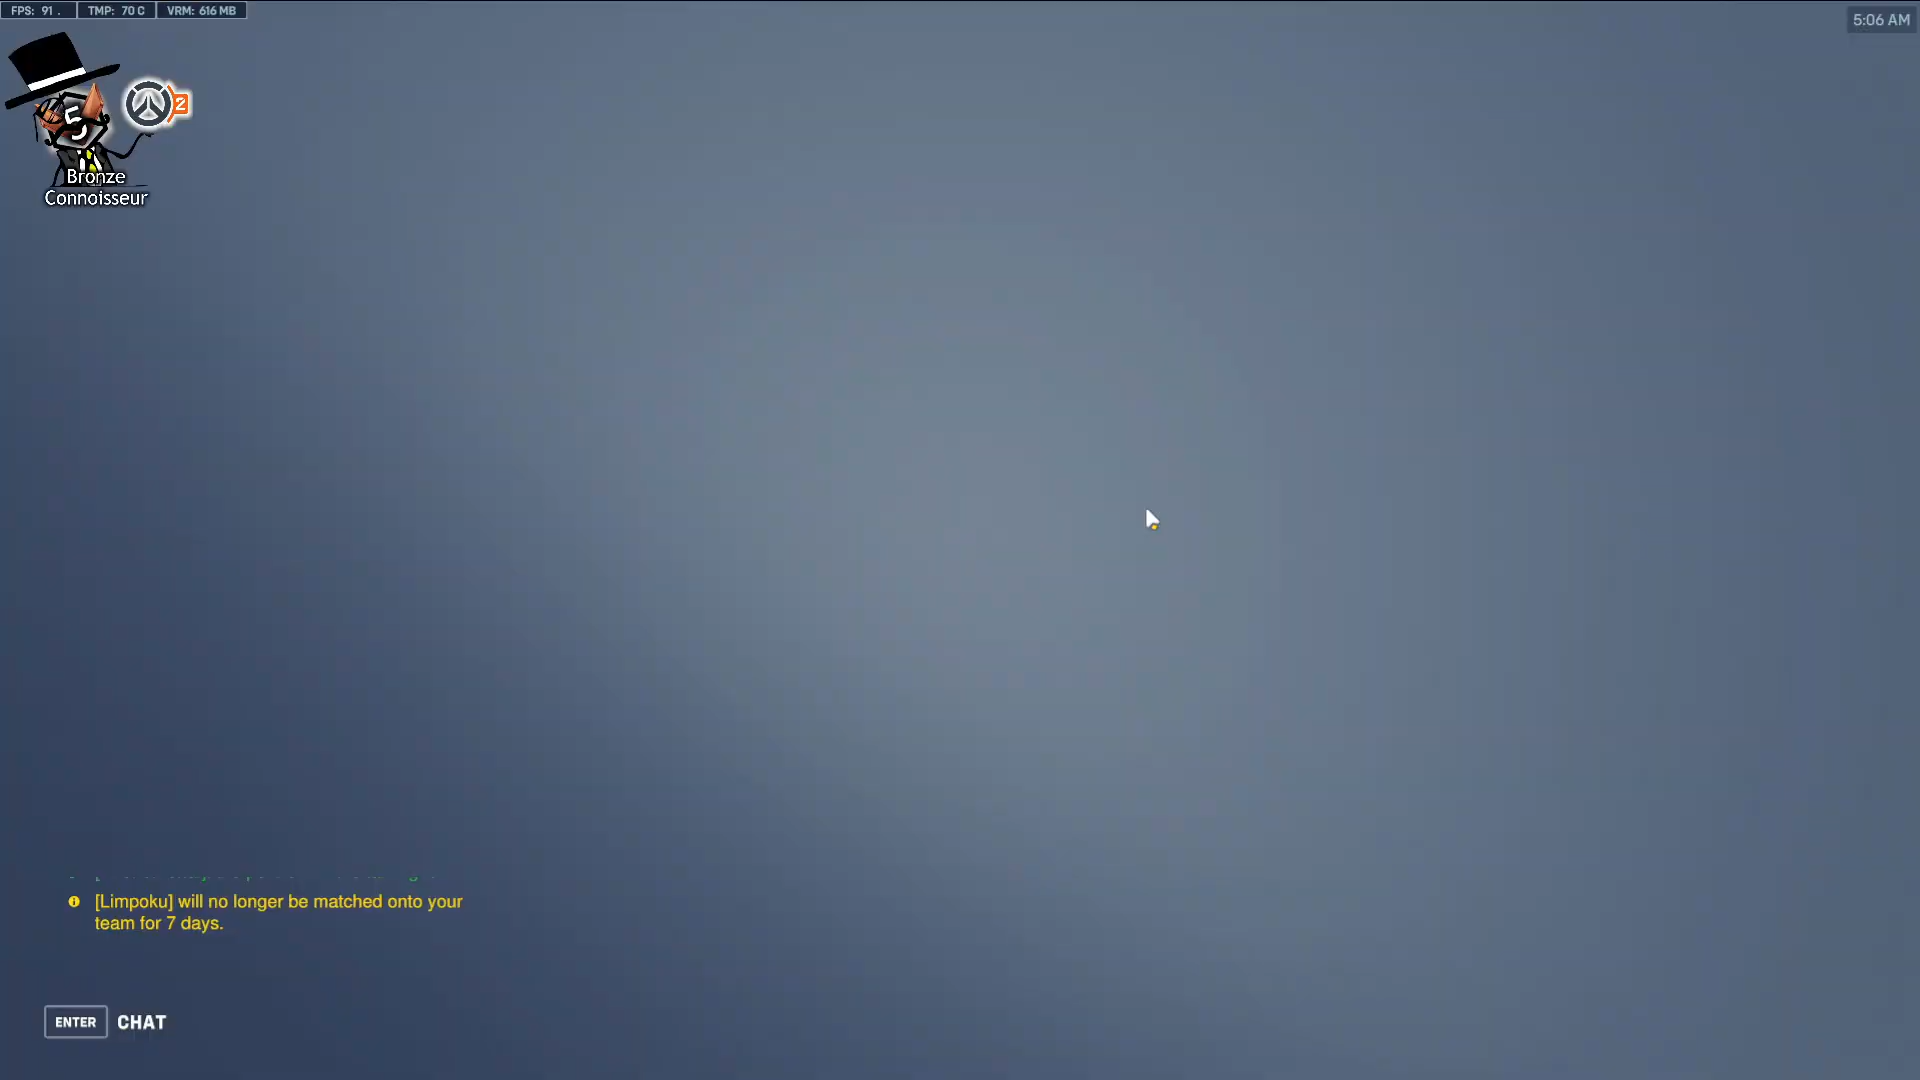 FPS: 91 . TMP: 70 C VRM: 616 MB
5:06 AM
5
2
Bronze
Connoisseur
[Limpoku] will no longer be matched onto your
team for 7 days.
ENTER CHAT